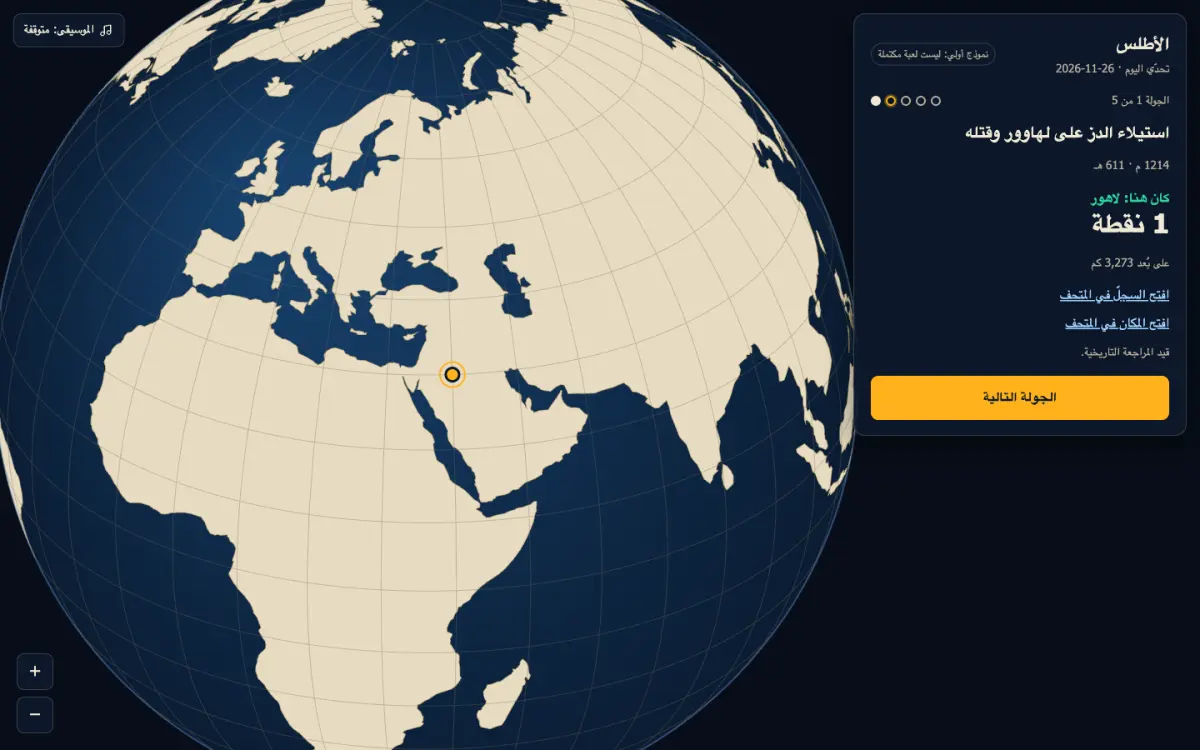 الموسيقى: متوقفة
الأطلس
نموذج أولي: ليست لعبة مكتملة
تحدّي اليوم · 2026-11-26
الجولة 1 من 5
استيلاء الدز على لهاوور وقتله
1214 م · 611 هـ
كان هنا: لاهور
1 نقطة
على بُعد 3,273 كم
افتح السجلّ في المتحف
افتح المكان في المتحف
قيد المراجعة التاريخية.
الجولة التالية
+
−